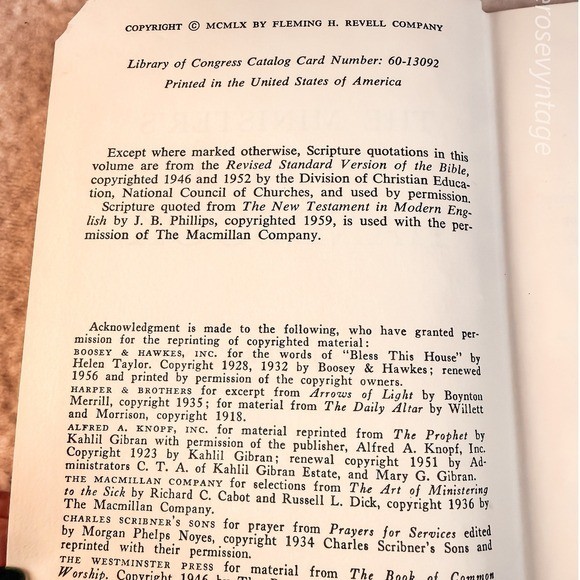 COPYRIGHT © MCMLX BY FLEMING H. REVELL COMPANY
Library of Congress Catalog Card Number: 60-13092
Printed in the United States of America
Except where marked otherwise, Scripture quotations in this
volume are from the Revised Standard Version of the Bible,
copyrighted 1946 and 1952 by the Division of Christian Educa-
tion, National Council of Churches, and used by permission.
Scripture quoted from The New Testament in Modern Eng-
lish by J. B. Phillips, copyrighted 1959, is used with the per-
mission of The Macmillan Company.
Acknowledgment is made to the following, who have granted per-
mission for the reprinting of copyrighted material:
BOOSEY & HAWKES, INC. for the words of "Bless This House" by
Helen Taylor. Copyright 1928, 1932 by Boosey & Hawkes; renewed
1956 and printed by permission of the copyright owners.
HARPER & BROTHERS for excerpt from Arrows of Light by Boynton
Merrill, copyright 1935; for material from The Daily Altar by Willett
and Morrison, copyright 1918.
ALFRED A. KNOPF, INC. for material reprinted from The Prophet by
Kahlil Gibran with permission of the publisher, Alfred A. Knopf, Inc.
Copyright 1923 by Kahlil Gibran; renewal copyright 1951 by Ad-
ministrators C. T. A. of Kahlil Gibran Estate, and Mary G. Gibran.
THE MACMILLAN COMPANY for selections from The Art of Ministering
to the Sick by Richard C. Cabot and Russell L. Dick, copyright 1936 by
The Macmillan Company.
CHARLES SCRIBNER'S SONS for prayer from Prayers for Services edited
by Morgan Phelps Noyes, copyright 1934 Charles Scribner's Sons and
reprinted with their permission.
THE WESTMINSTER PRESS for material from The Book of Common
Worship. Copyright 1946 by The
rosevyntage